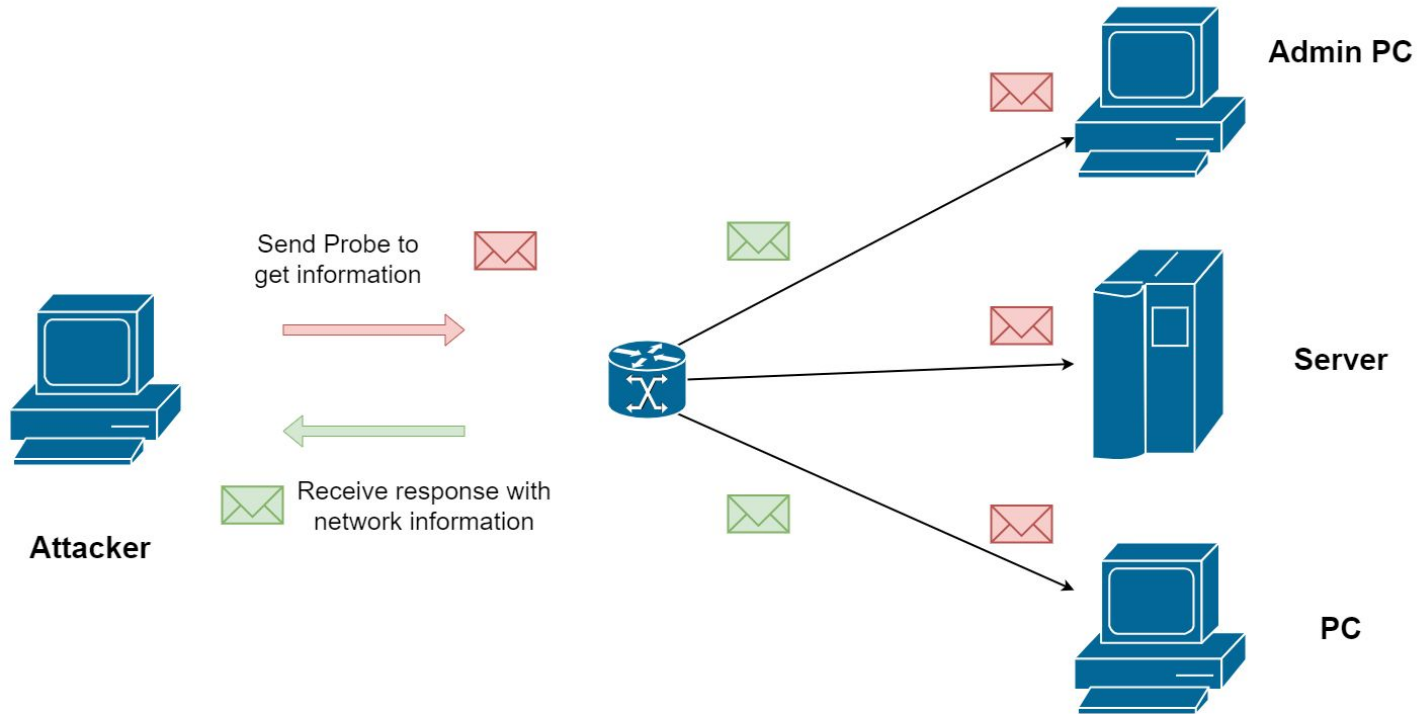 Admin PC
Send Probe to
get information
Server
Receive response with
network information
Attacker
PC